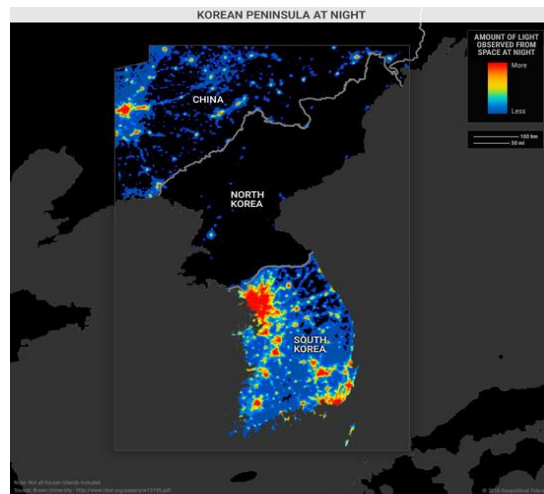 KOREAN PENINSULA AT NIGHT
AMOUNT OF LIGHT
OBSERVED FROM
SPACE AT NIGHT
More
Less
100 km
50 mi
CHINA
NORTH
KOREA
SOUTH
KOREA
Note: Not all Korean islands included
Source: Brown University -